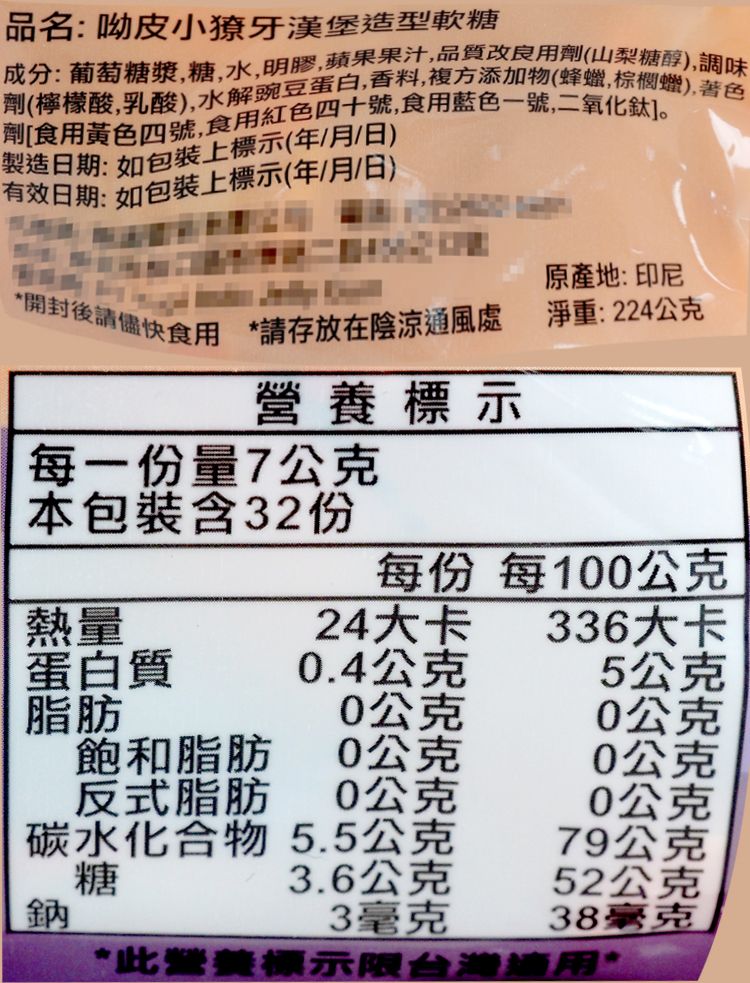 品名: 呦皮小獠牙漢堡造型軟糖
成分: 葡萄糖漿,糖,水,明膠,蘋果果汁,品質改良用劑(山梨糖醇),調味
劑(檸檬酸,乳酸),水解豌豆蛋白,香料,複方添加物(蜂蠟,棕櫚蠟),著色
劑[食用黃色四號,食用紅色四十號,食用藍色一號,二氧化鈦]。
製造日期: 如包裝上標示(年/月/日)
有效日期: 如包裝上標示(年/月/日)
原產地: 印尼
*開封後請儘快食用 *請存放在陰涼通風處 淨重: 224公克
營養標示
每一份量7公克
本包裝含32份
每份 每100公克
熱量 24大卡 336大卡
蛋白質 0.4公克 5公克
脂肪 0公克 0公克
飽和脂肪 0公克 0公克
反式脂肪 0公克 0公克
碳水化合物 5.5公克 79公克
糖 3.6公克 52公克
鈉 3毫克 38毫克
*此營養標示限台灣適用*